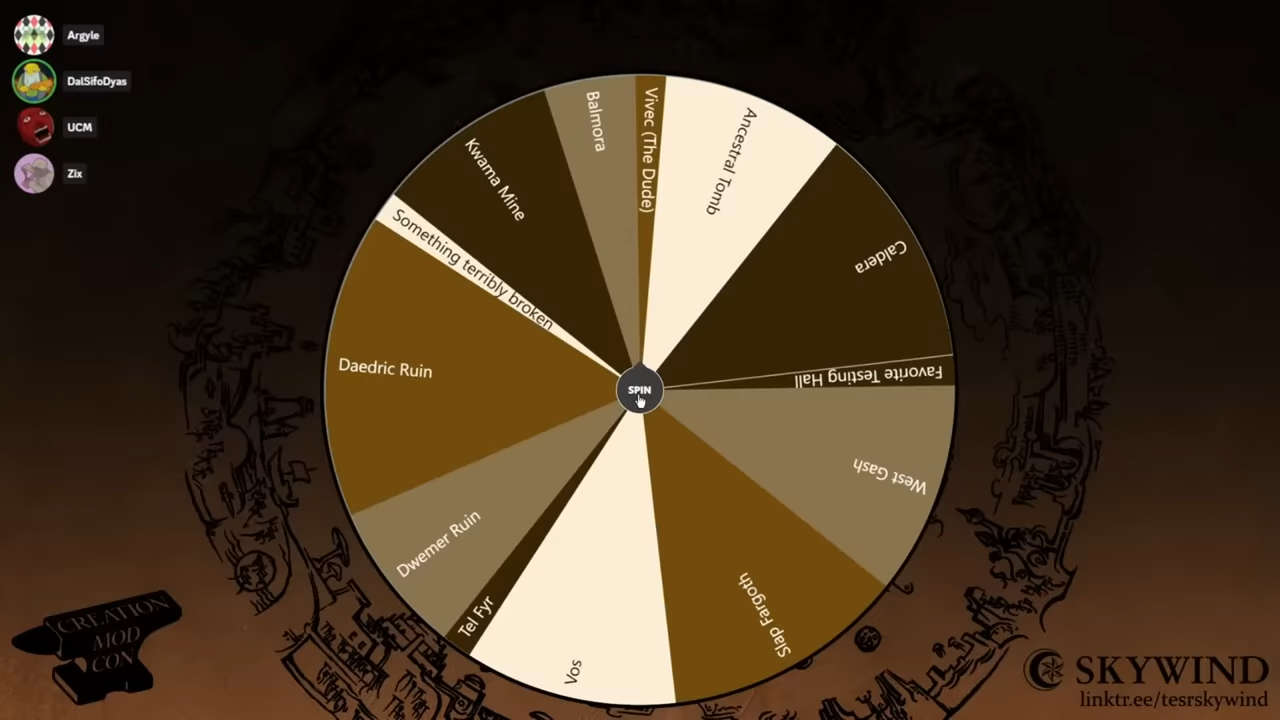 Argyle
DalSifoDyas
UCM
Zix
Balmora
Vivec (The Dude)
Ancestral Tomb
Caldera
Favorite Testing Hall
West Gash
Slap Fargoth
Vos
Tel Fyr
Dwemer Ruin
Daedric Ruin
Something terribly broken
Kwama Mine
SPIN
CREATION
MOD
CON
SKYWIND
linktr.ee/tesrskywind